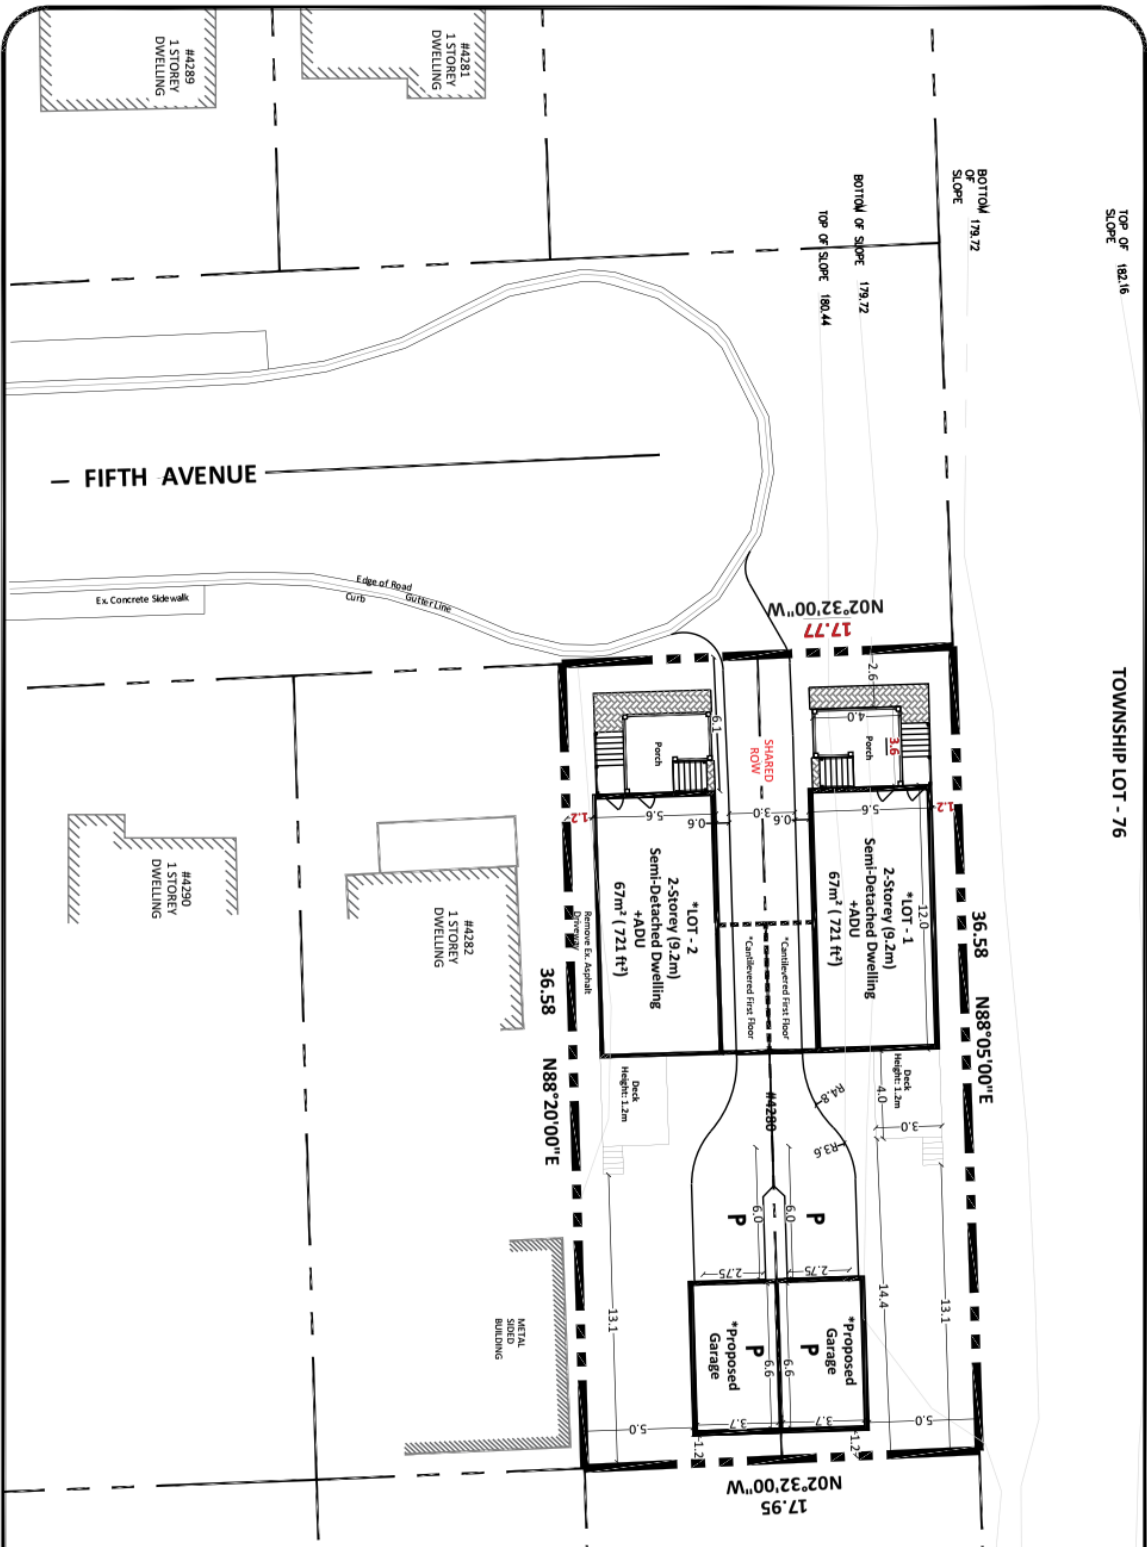 #4289
1 STOREY
DWELLING
#4281
1 STOREY
DWELLING
BOTTOM
OF
SLOPE
179.72
TOP OF
SLOPE
182.16
BOTTOM OF SLOPE 179.72
TOP OF SLOPE 180.44
FIFTH AVENUE
Ex. Concrete Sidewalk
Edge of Road
Curb
Gutter Line
N02°32'00"W
17.77
TOWNSHIP LOT - 76
2.6
4.0
Porch
3.6
6.1
SHARED
ROW
Porch
1.2
5.6
0.6
3.0
0.6
5.6
1.2
*LOT - 1
2-Storey (9.2m)
Semi-Detached Dwelling
+ADU
67m² ( 721 ft²)
12.0
*LOT - 2
2-Storey (9.2m)
Semi-Detached Dwelling
+ADU
67m² ( 721 ft²)
*Cantilevered First Floor
*Cantilevered First Floor
Remove Ex. Asphalt
Driveway
#4290
1 STOREY
DWELLING
#4282
1 STOREY
DWELLING
36.58 N88°05'00"E
36.58 N88°20'00"E
Deck
Height: 1.2m
Deck
Height: 1.2m
4.0
3.0
#4280
R4.8
R3.6
6.0
6.0
P
P
2.75
2.75
14.4
13.1
13.1
*Proposed
Garage
P
*Proposed
Garage
P
6.6
6.6
5.0
3.7
3.7
5.0
1.2
1.2
METAL
SIDED
BUILDING
N02°32'00"W
17.95